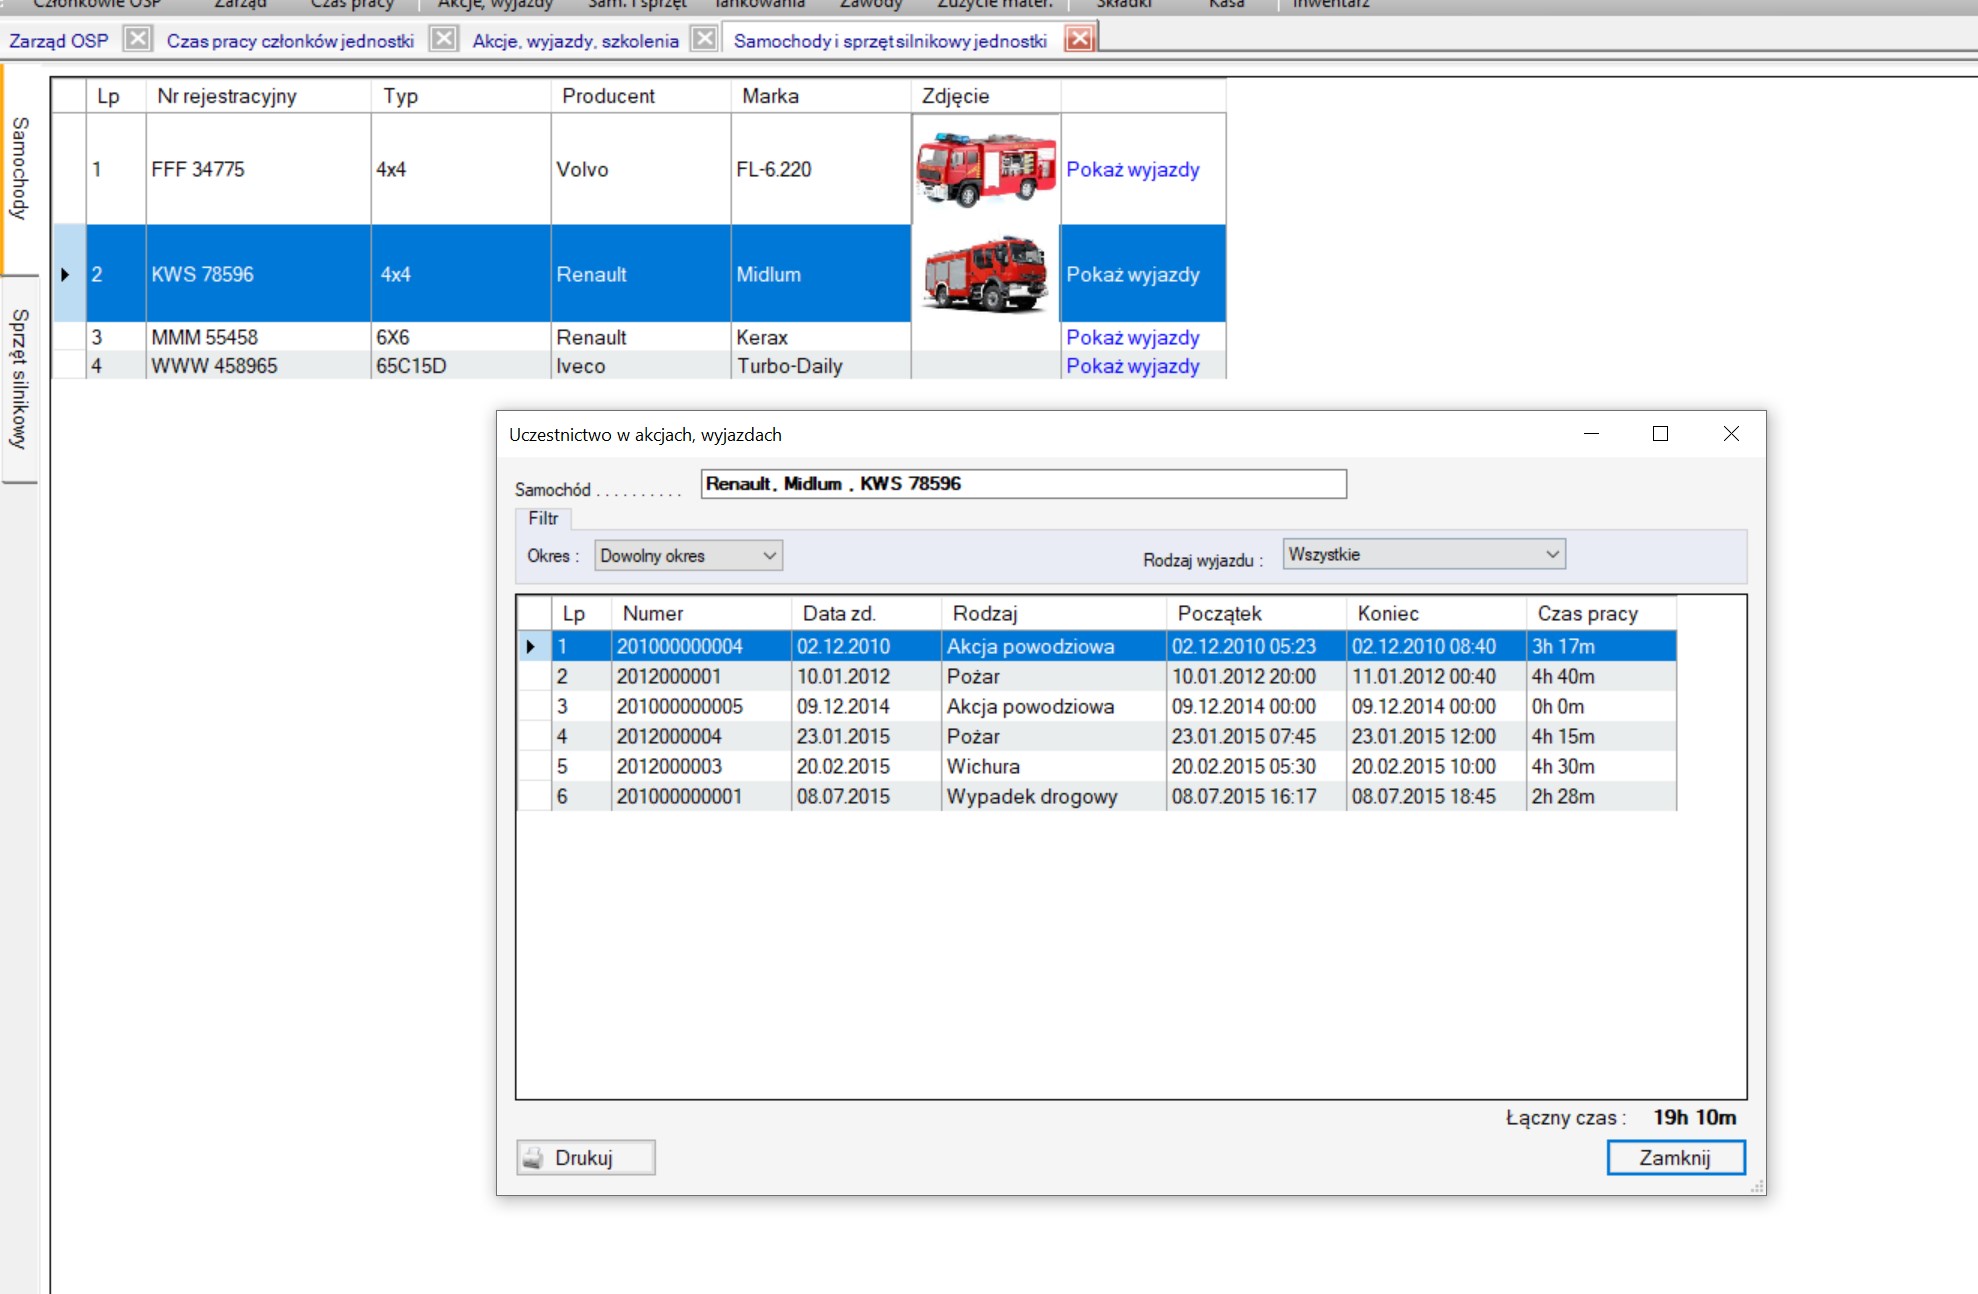 Członkowie OSP Zarząd Czas pracy Akcje, wyjazdy Sam. i sprzęt Tankowania Zawody Zużycie mater. Składki Kasa Inwentarz
Zarząd OSP Czas pracy członków jednostki Akcje, wyjazdy, szkolenia Samochody i sprzęt silnikowy jednostki
Samochody
Sprzęt silnikowy
Lp Nr rejestracyjny Typ Producent Marka Zdjęcie
1 FFF 34775 4x4 Volvo FL-6.220 Pokaż wyjazdy
2 KWS 78596 4x4 Renault Midlum Pokaż wyjazdy
3 MMM 55458 6X6 Renault Kerax Pokaż wyjazdy
4 WWW 458965 65C15D Iveco Turbo-Daily Pokaż wyjazdy
Uczestnictwo w akcjach, wyjazdach
Samochód . . . . . . . . . . Renault, Midlum , KWS 78596
Filtr
Okres : Dowolny okres Rodzaj wyjazdu : Wszystkie
Lp Numer Data zd. Rodzaj Początek Koniec Czas pracy
1 201000000004 02.12.2010 Akcja powodziowa 02.12.2010 05:23 02.12.2010 08:40 3h 17m
2 2012000001 10.01.2012 Pożar 10.01.2012 20:00 11.01.2012 00:40 4h 40m
3 201000000005 09.12.2014 Akcja powodziowa 09.12.2014 00:00 09.12.2014 00:00 0h 0m
4 2012000004 23.01.2015 Pożar 23.01.2015 07:45 23.01.2015 12:00 4h 15m
5 2012000003 20.02.2015 Wichura 20.02.2015 05:30 20.02.2015 10:00 4h 30m
6 201000000001 08.07.2015 Wypadek drogowy 08.07.2015 16:17 08.07.2015 18:45 2h 28m
Łączny czas : 19h 10m
Drukuj Zamknij